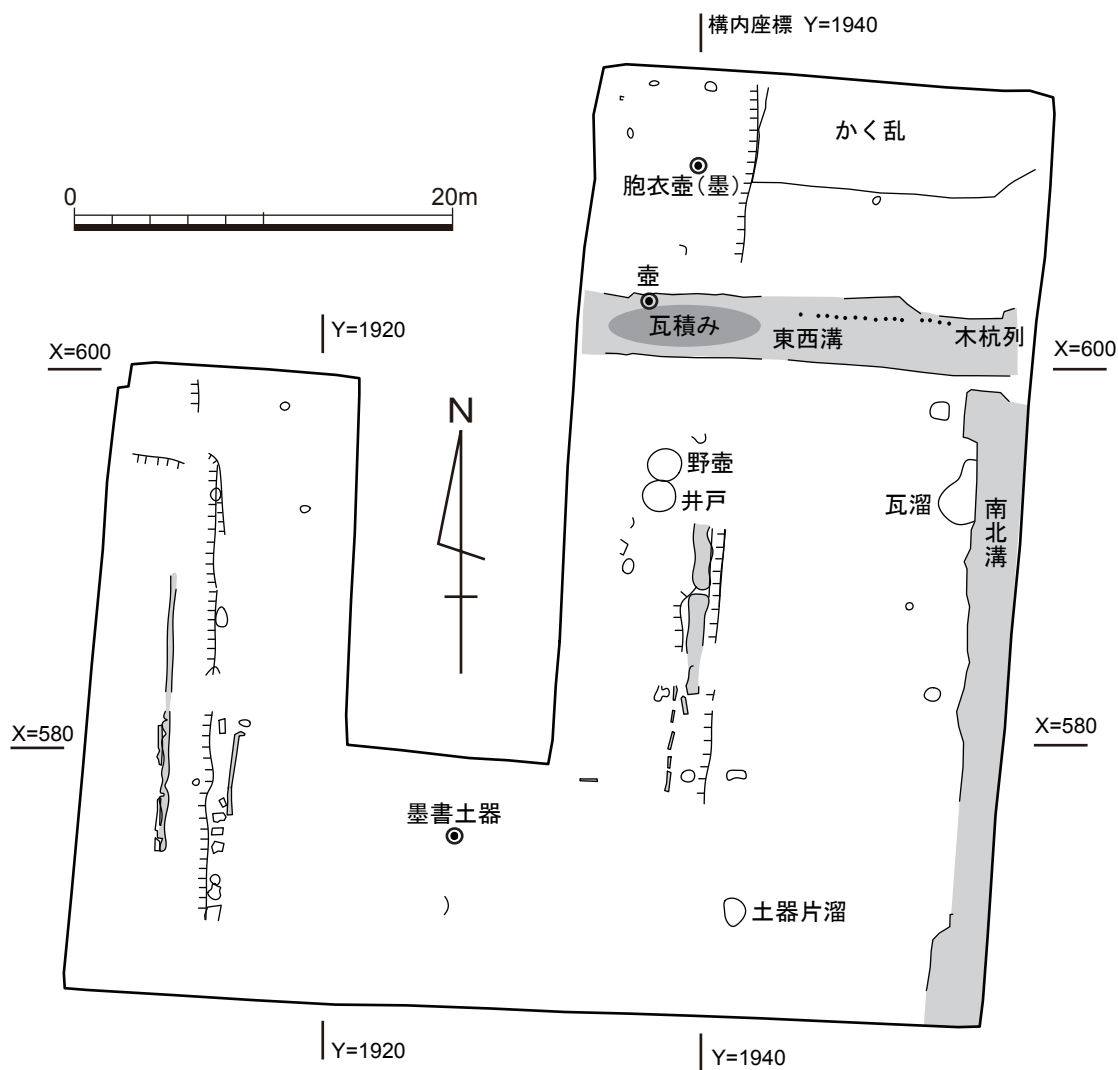 構内座標 Y=1940
かく乱
胞衣壺(墨)
0 20m
壺
瓦積み
東西溝
木杭列
Y=1920
X=600
X=600
N
野壺
井戸
瓦溜
南北溝
X=580
X=580
墨書土器
土器片溜
Y=1920
Y=1940